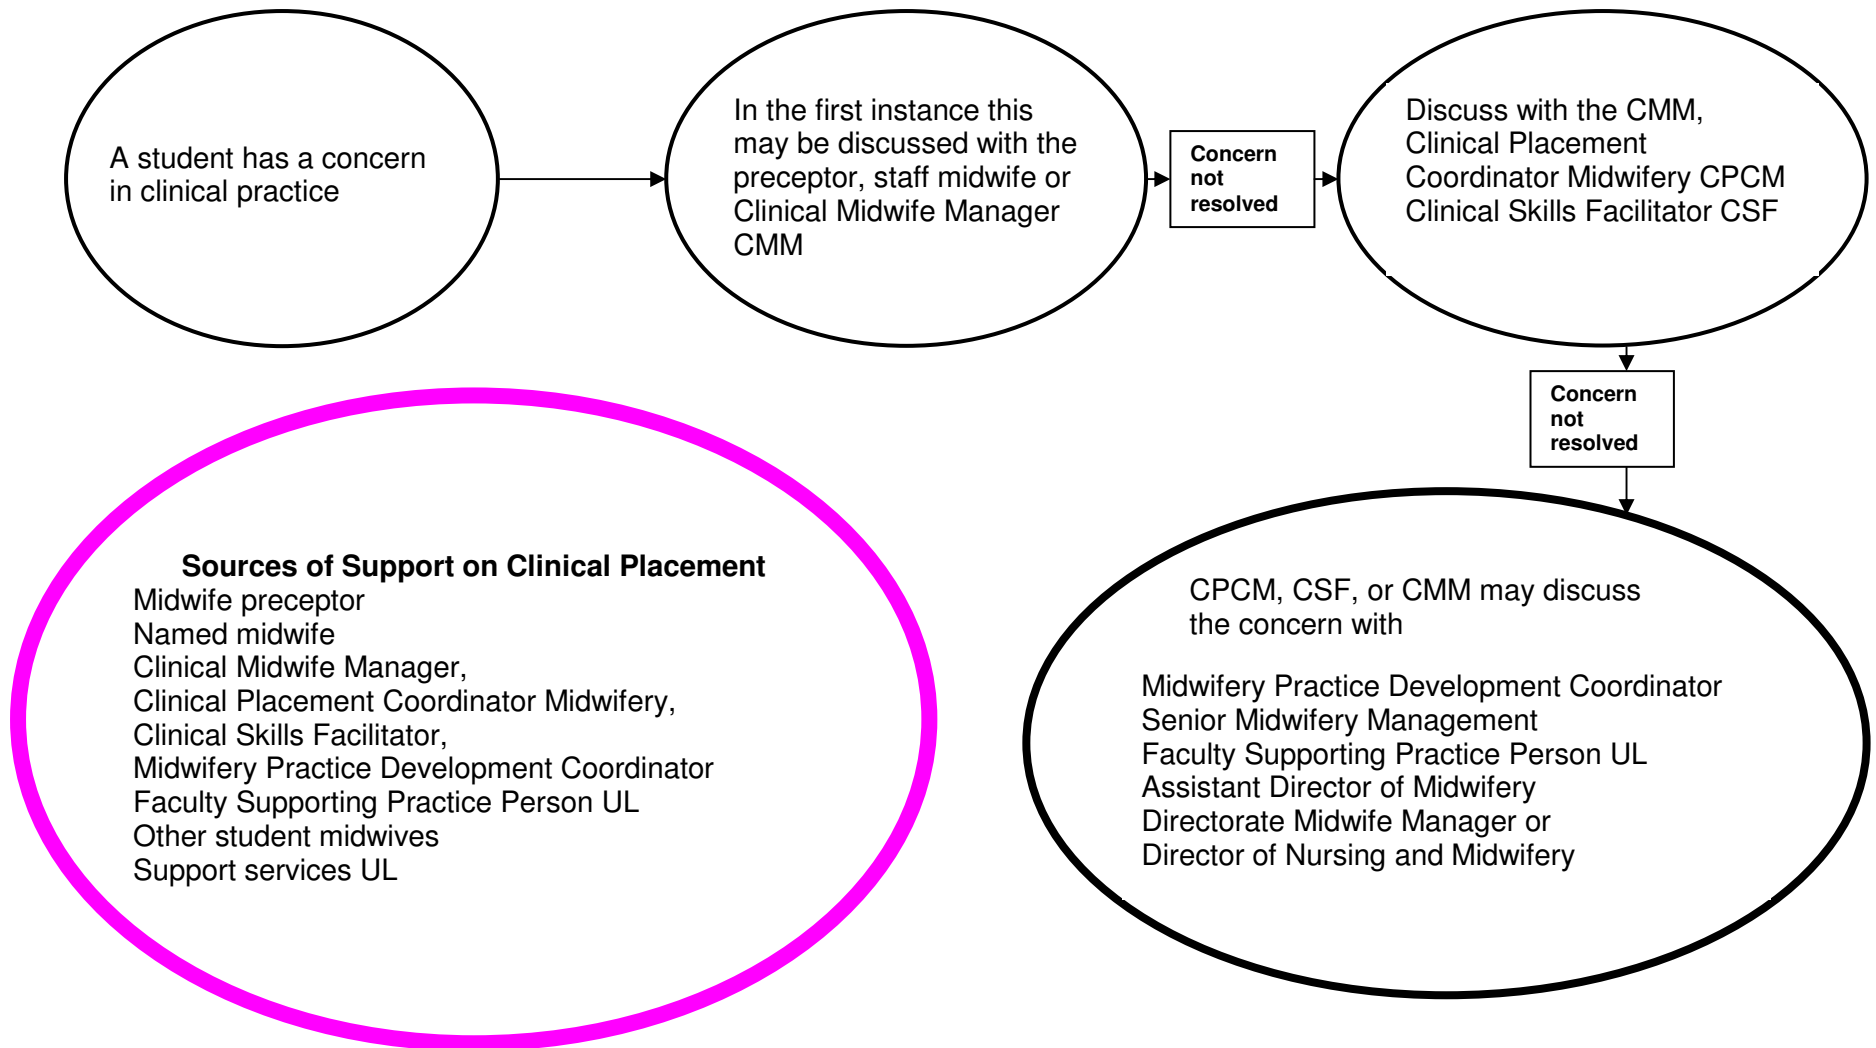 A student has a concern
in clinical practice
In the first instance this
may be discussed with the
preceptor, staff midwife or
Clinical Midwife Manager
CMM
Concern
not
resolved
Discuss with the CMM,
Clinical Placement
Coordinator Midwifery CPCM
Clinical Skills Facilitator CSF
Concern
not
resolved
CPCM, CSF, or CMM may discuss
the concern with
Midwifery Practice Development Coordinator
Senior Midwifery Management
Faculty Supporting Practice Person UL
Assistant Director of Midwifery
Directorate Midwife Manager or
Director of Nursing and Midwifery
Sources of Support on Clinical Placement
Midwife preceptor
Named midwife
Clinical Midwife Manager,
Clinical Placement Coordinator Midwifery,
Clinical Skills Facilitator,
Midwifery Practice Development Coordinator
Faculty Supporting Practice Person UL
Other student midwives
Support services UL